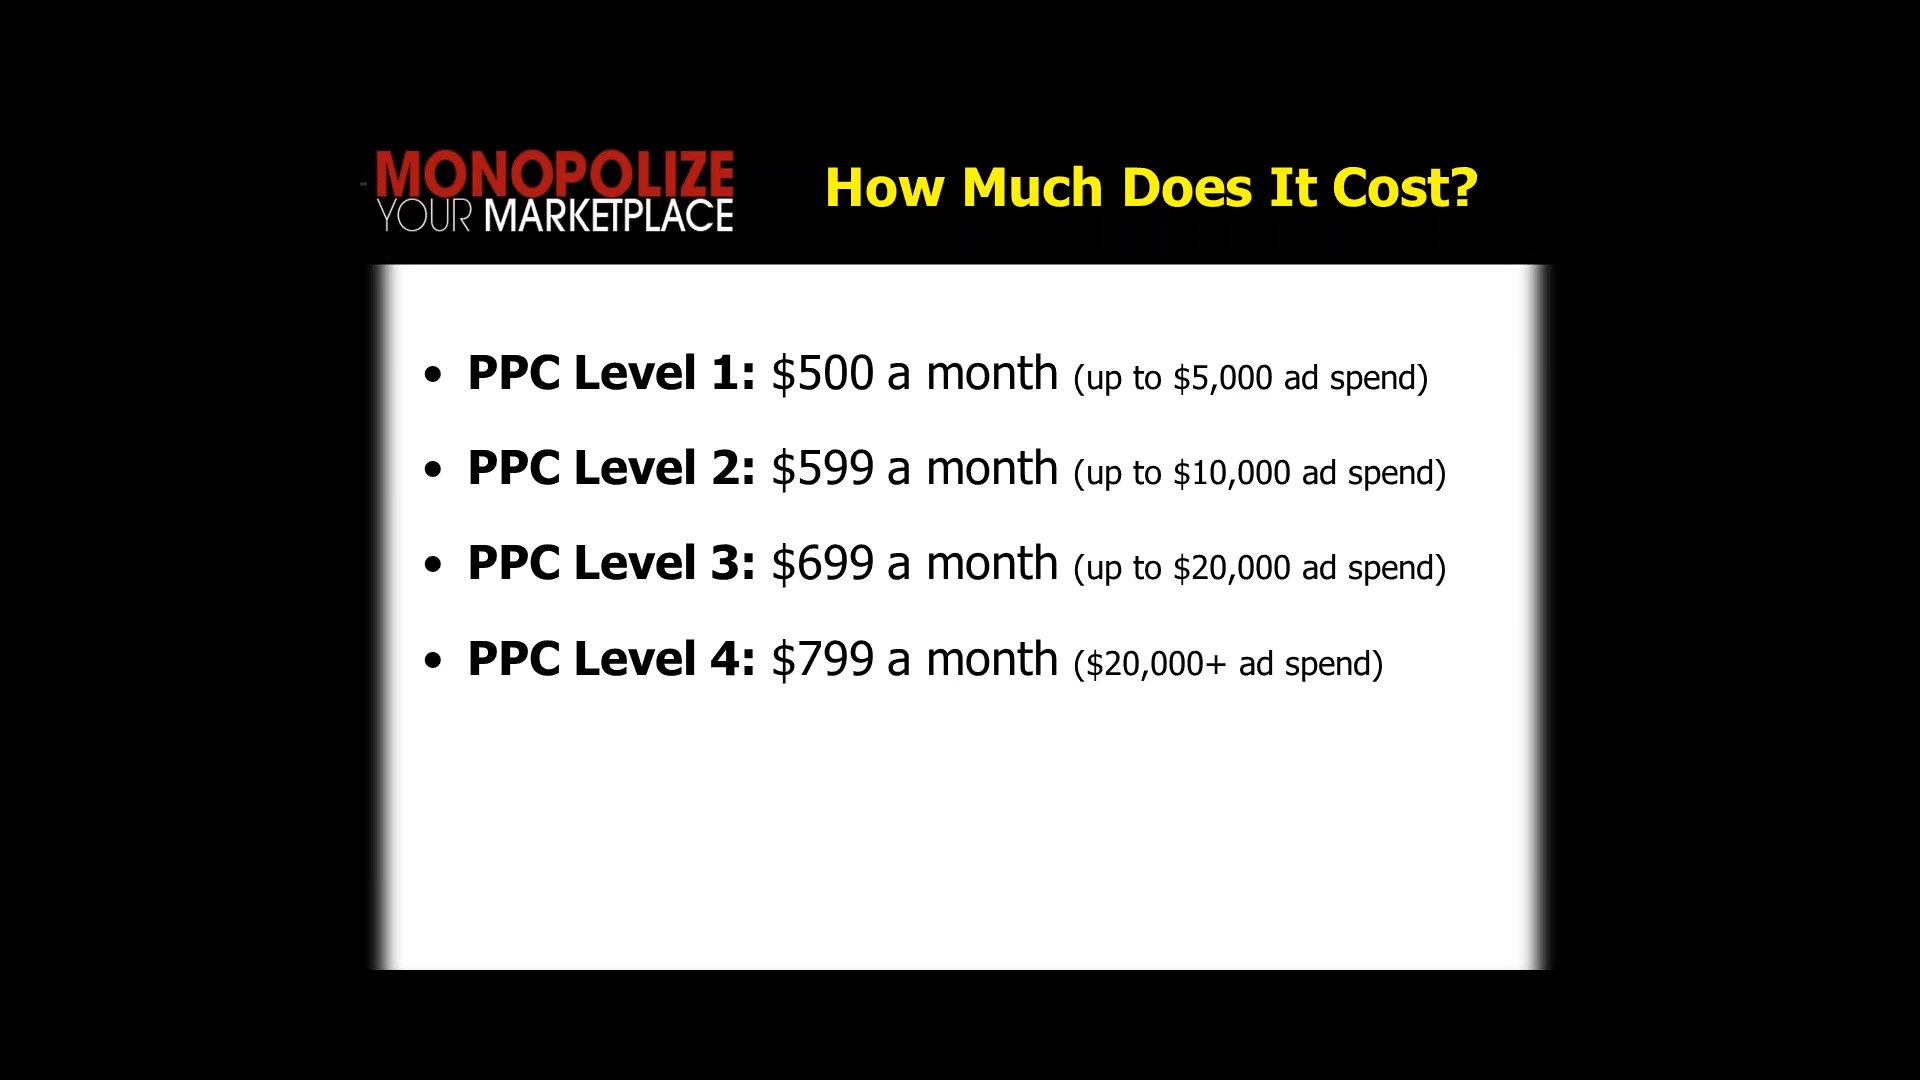 MONOPOLIZE
YOUR MARKETPLACE
How Much Does It Cost?
• PPC Level 1: $500 a month (up to $5,000 ad spend)
• PPC Level 2: $599 a month (up to $10,000 ad spend)
• PPC Level 3: $699 a month (up to $20,000 ad spend)
• PPC Level 4: $799 a month ($20,000+ ad spend)